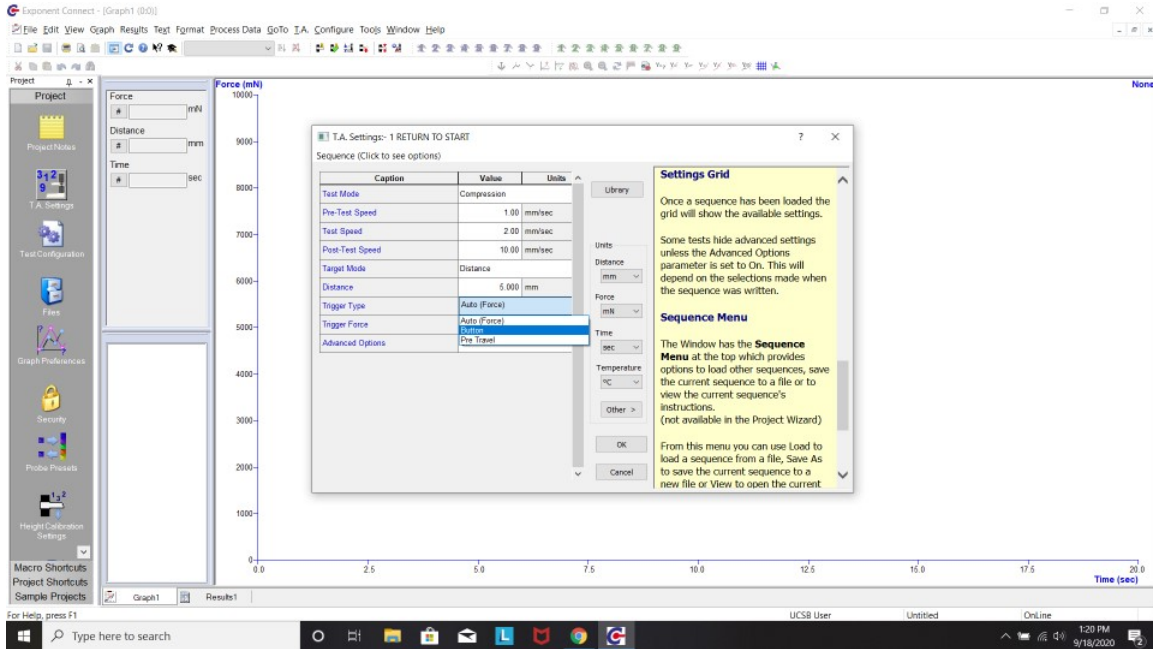 Exponent Connect - [Graph1 (0:0)]
File Edit View Graph Results Text Format Process Data GoTo T.A. Configure Tools Window Help
Project
Project
Project Notes
T.A. Settings
Test Configuration
Files
Graph Preferences
Security
Probe Presets
Height Calibration
Settings
Macro Shortcuts
Project Shortcuts
Sample Projects
Force
# mN
Distance
# mm
Time
# sec
Force (mN)
None
10000
9000
8000
7000
6000
5000
4000
3000
2000
1000
0
0.0 2.5 5.0 7.5 10.0 12.5 15.0 17.5 20.0
Time (sec)
T.A. Settings:- 1 RETURN TO START ? ×
Sequence (Click to see options)
Caption Value Units
Test Mode Compression
Pre-Test Speed 1.00 mm/sec
Test Speed 2.00 mm/sec
Post-Test Speed 10.00 mm/sec
Target Mode Distance
Distance 5.000 mm
Trigger Type Auto (Force)
Trigger Force
Advanced Options
Auto (Force)
Button
Pre Travel
Library
Units
Distance
mm
Force
mN
Time
sec
Temperature
ºC
Other >
OK
Cancel
Settings Grid
Once a sequence has been loaded the
grid will show the available settings.
Some tests hide advanced settings
unless the Advanced Options
parameter is set to On. This will
depend on the selections made when
the sequence was written.
Sequence Menu
The Window has the Sequence
Menu at the top which provides
options to load other sequences, save
the current sequence to a file or to
view the current sequence's
instructions.
(not available in the Project Wizard)
From this menu you can use Load to
load a sequence from a file, Save As
to save the current sequence to a
new file or View to open the current
Graph1 Results1
For Help, press F1 UCSB User Untitled OnLine
Type here to search
1:20 PM
9/18/2020